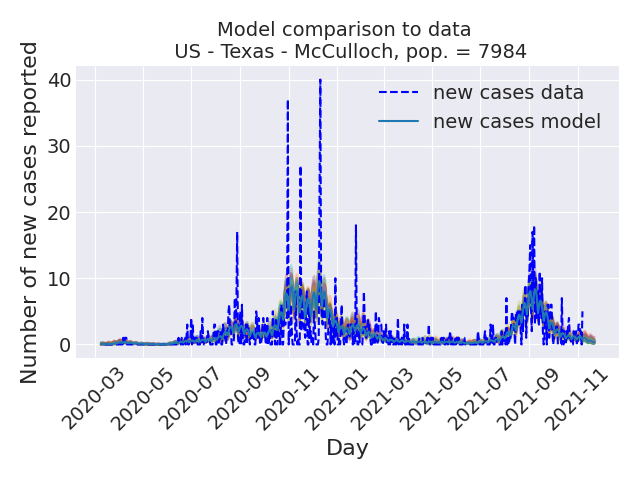 Model comparison to data
US - Texas - McCulloch, pop. = 7984
Number of new cases reported
40
30
20
10
0
new cases data
new cases model
2020-03
2020-05
2020-07
2020-09
2020-11
2021-01
2021-03
2021-05
2021-07
2021-09
2021-11
Day